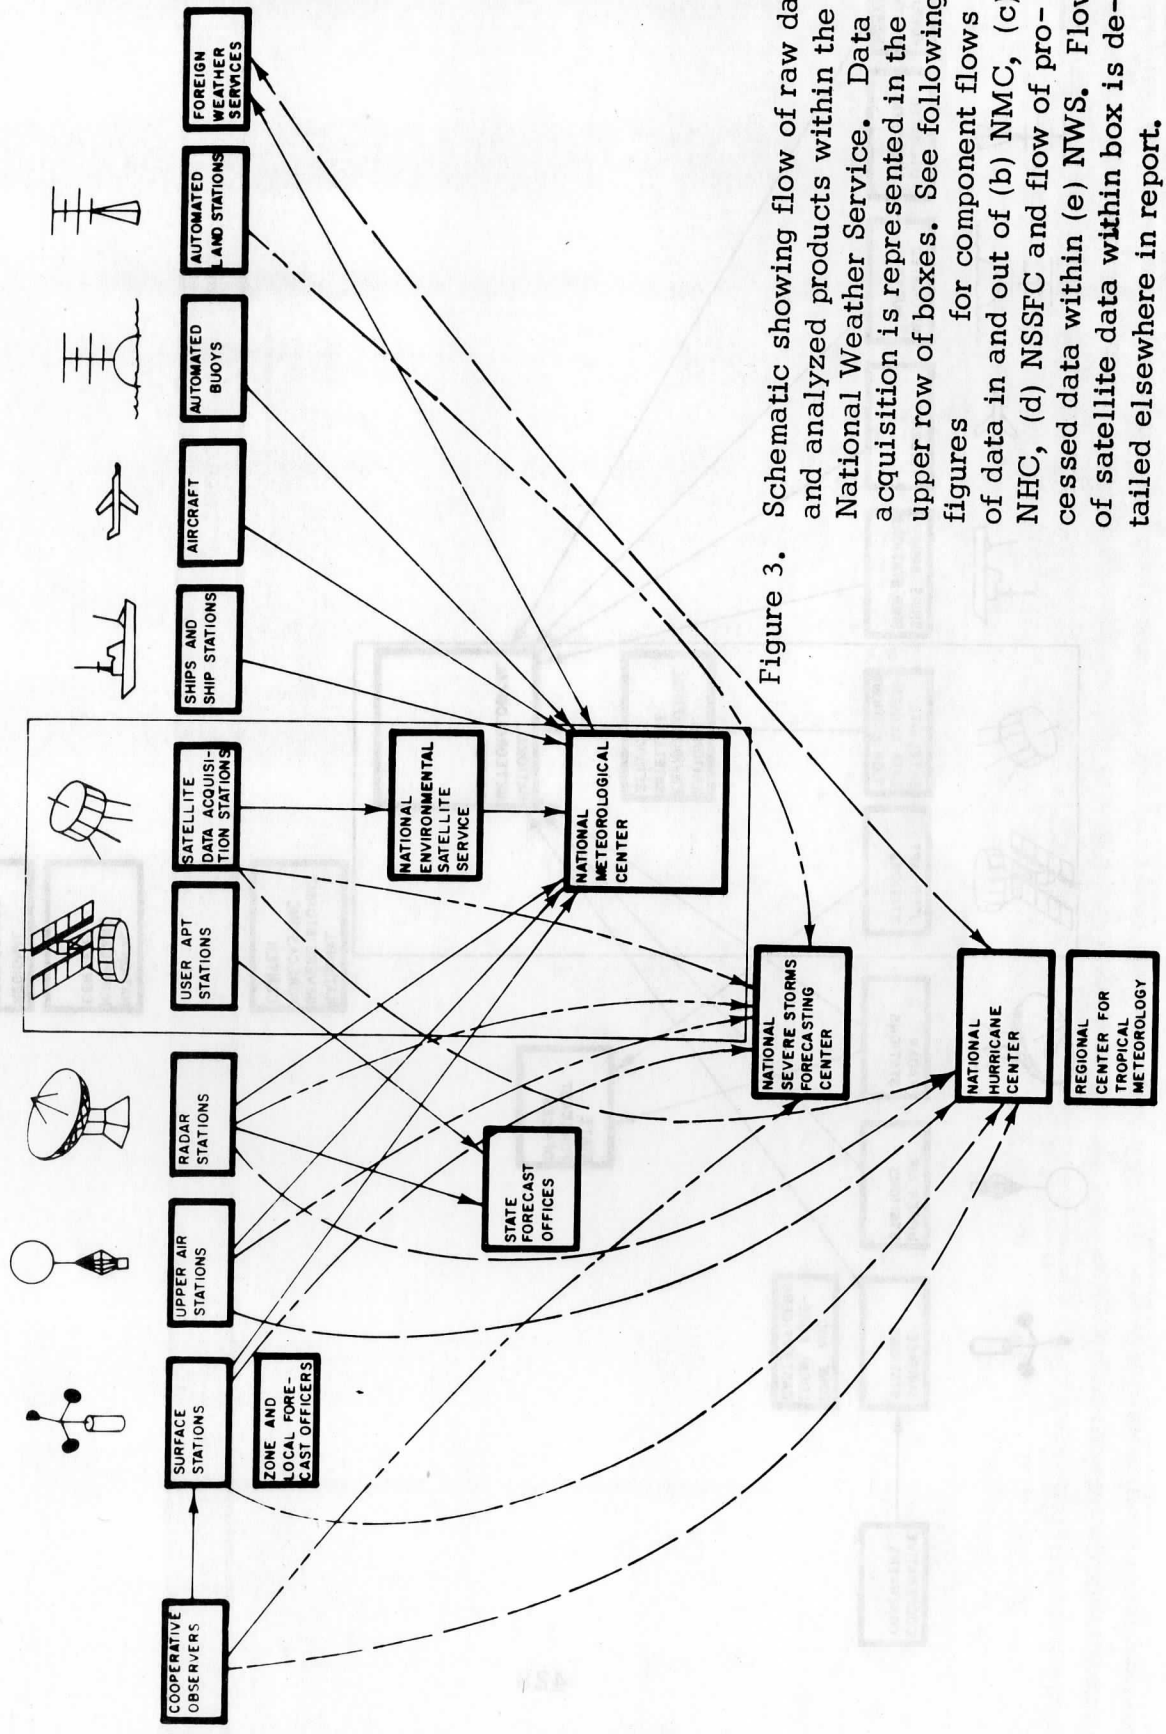 COOPERATIVE
OBSERVERS
SURFACE
STATIONS
UPPER AIR
STATIONS
RADAR
STATIONS
USER APT
STATIONS
SATELLITE
DATA ACQUISI-
TION STATIONS
SHIPS AND
SHIP STATIONS
AIRCRAFT
AUTOMATED
BUOYS
AUTOMATED
LAND STATIONS
FOREIGN
WEATHER
SERVICES
ZONE AND
LOCAL FORE-
CAST OFFICERS
NATIONAL
ENVIRONMENTAL
SATELLITE
SERVICE
STATE
FORECAST
OFFICES
NATIONAL
METEOROLOGICAL
CENTER
NATIONAL
SEVERE STORMS
FORECASTING
CENTER
NATIONAL
HURRICANE
CENTER
REGIONAL
CENTER FOR
TROPICAL
METEOROLOGY
Figure 3. Schematic showing flow of raw da
and analyzed products within the
National Weather Service. Data
acquisition is represented in the
upper row of boxes. See following
figures for component flows
of data in and out of (b) NMC, (c)
NHC, (d) NSSFC and flow of pro-
cessed data within (e) NWS. Flow
of satellite data within box is de-
tailed elsewhere in report.